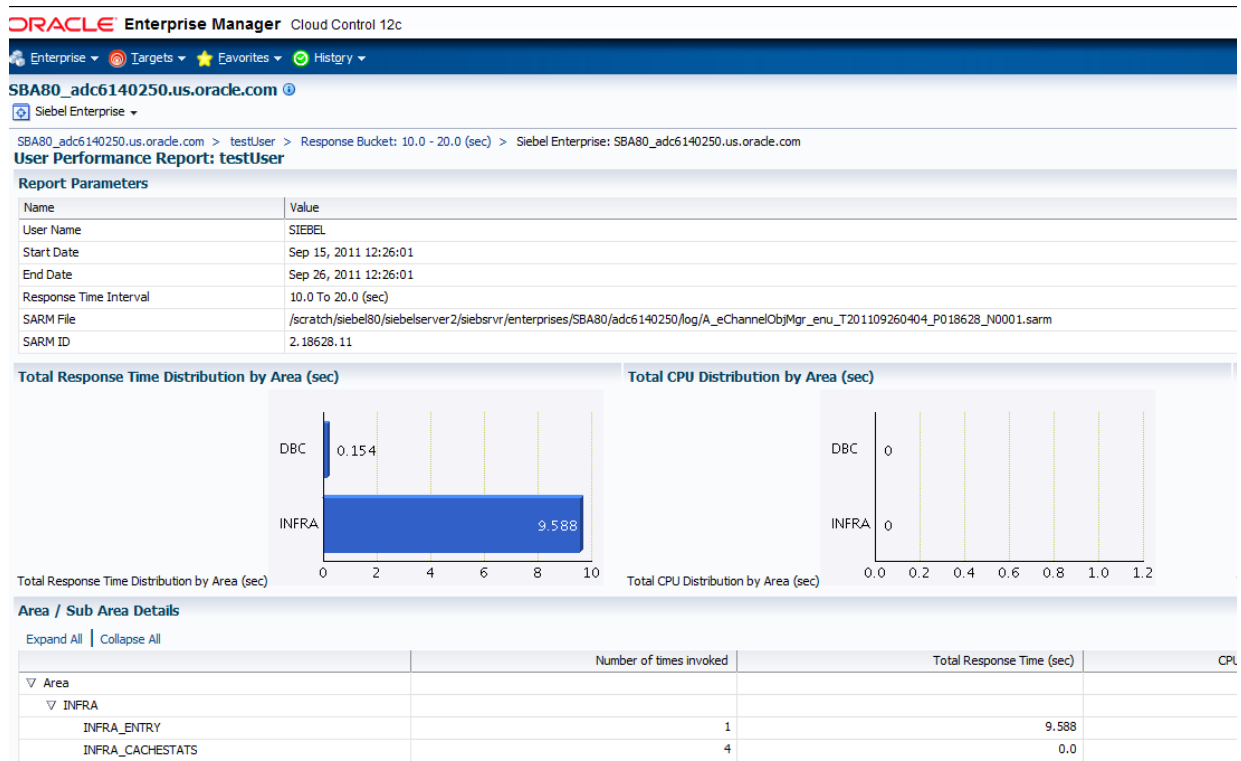 ORACLE Enterprise Manager Cloud Control 12c
Enterprise Targets Favorites History
SBA80_adc6140250.us.oracle.com
Siebel Enterprise
SBA80_adc6140250.us.oracle.com > testUser > Response Bucket: 10.0 - 20.0 (sec) > Siebel Enterprise: SBA80_adc6140250.us.oracle.com
User Performance Report: testUser
Report Parameters
Name Value
User Name SIEBEL
Start Date Sep 15, 2011 12:26:01
End Date Sep 26, 2011 12:26:01
Response Time Interval 10.0 To 20.0 (sec)
SARM File /scratch/siebel80/siebelserver2/siebsrvr/enterprises/SBA80/adc6140250/log/A_eChannelObjMgr_enu_T201109260404_P018628_N0001.sarm
SARM ID 2.18628.11
Total Response Time Distribution by Area (sec)
DBC 0.154
INFRA 9.588
0 2 4 6 8 10
Total Response Time Distribution by Area (sec)
Total CPU Distribution by Area (sec)
DBC 0
INFRA 0
0.0 0.2 0.4 0.6 0.8 1.0 1.2
Total CPU Distribution by Area (sec)
Area / Sub Area Details
Expand All | Collapse All
Number of times invoked Total Response Time (sec) CPU
Area
INFRA
INFRA_ENTRY 1 9.588
INFRA_CACHESTATS 4 0.0